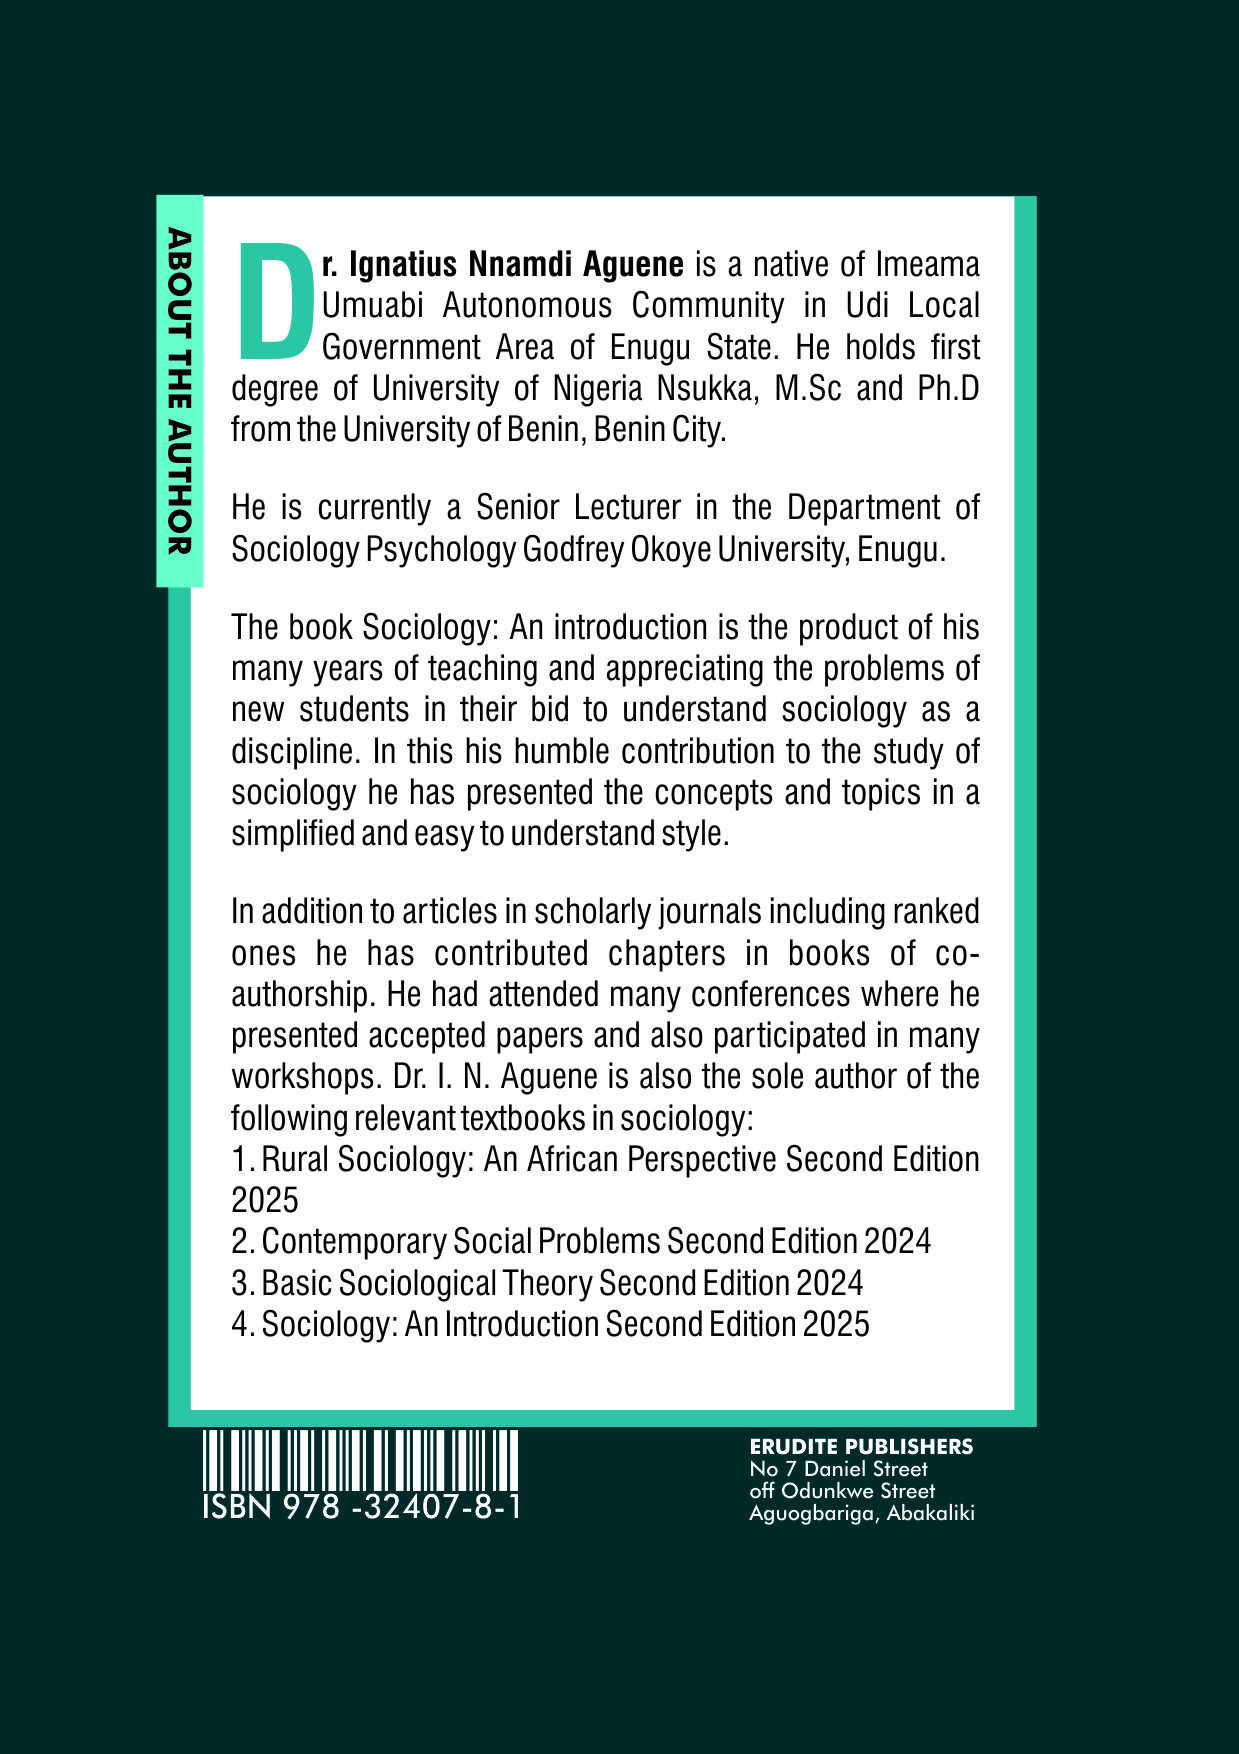 ABOUT THE AUTHOR
Dr. Ignatius Nnamdi Aguene is a native of Imeama
Umuabi Autonomous Community in Udi Local
Government Area of Enugu State. He holds first
degree of University of Nigeria Nsukka, M.Sc and Ph.D
from the University of Benin, Benin City.
He is currently a Senior Lecturer in the Department of
Sociology Psychology Godfrey Okoye University, Enugu.
The book Sociology: An introduction is the product of his
many years of teaching and appreciating the problems of
new students in their bid to understand sociology as a
discipline. In this his humble contribution to the study of
sociology he has presented the concepts and topics in a
simplified and easy to understand style.
In addition to articles in scholarly journals including ranked
ones he has contributed chapters in books of co-
authorship. He had attended many conferences where he
presented accepted papers and also participated in many
workshops. Dr. I. N. Aguene is also the sole author of the
following relevant textbooks in sociology:
1. Rural Sociology: An African Perspective Second Edition
2025
2. Contemporary Social Problems Second Edition 2024
3. Basic Sociological Theory Second Edition 2024
4. Sociology: An Introduction Second Edition 2025
ISBN 978 -32407-8-1
ERUDITE PUBLISHERS
No 7 Daniel Street
off Odunkwe Street
Aguogbariga, Abakaliki